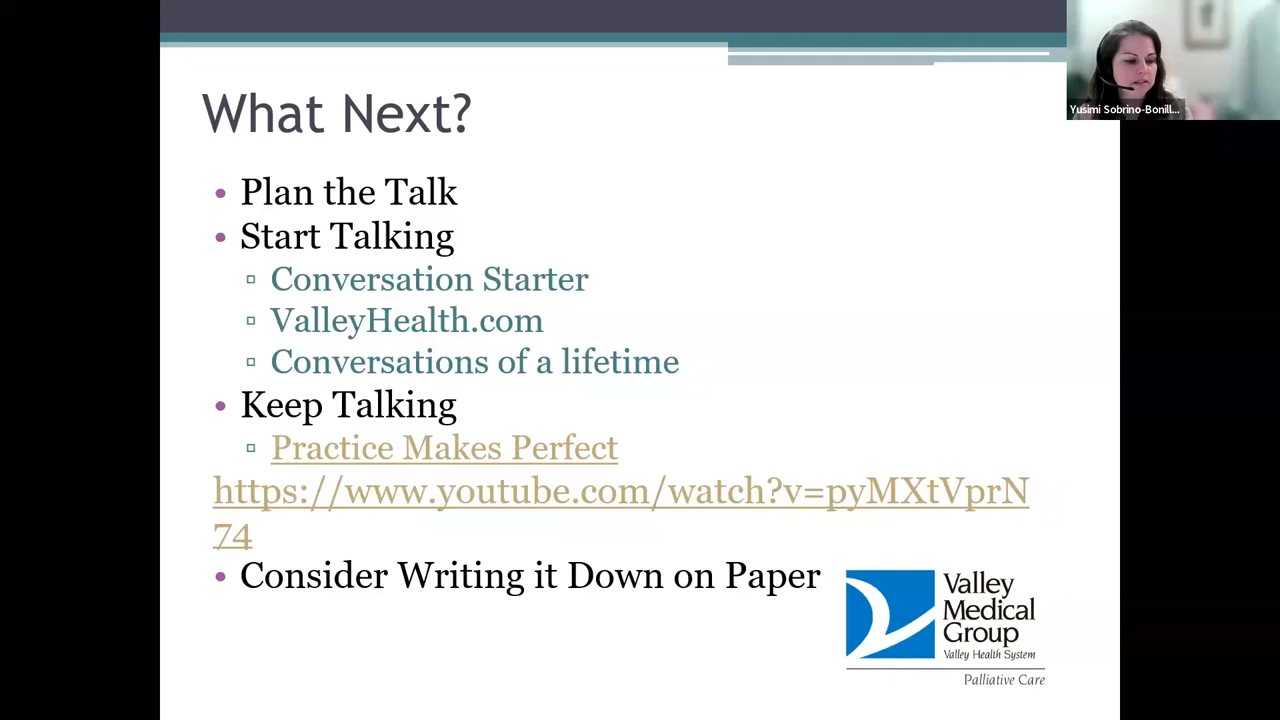 What Next?
Yusimi Sobrino-Bonill...
• Plan the Talk
• Start Talking
▫ Conversation Starter
▫ ValleyHealth.com
▫ Conversations of a lifetime
• Keep Talking
▫ Practice Makes Perfect
https://www.youtube.com/watch?v=pyMXtVprN
74
• Consider Writing it Down on Paper
Valley
Medical
Group
Valley Health System
Palliative Care